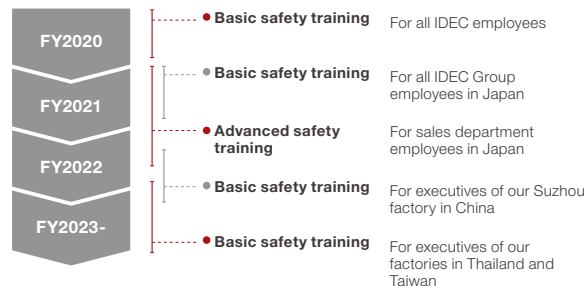 FY2020
Basic safety training
For all IDEC employees
FY2021
Basic safety training
For all IDEC Group
employees in Japan
Advanced safety
training
For sales department
employees in Japan
FY2022
Basic safety training
For executives of our Suzhou
factory in China
FY2023-
Basic safety training
For executives of our
factories in Thailand and
Taiwan